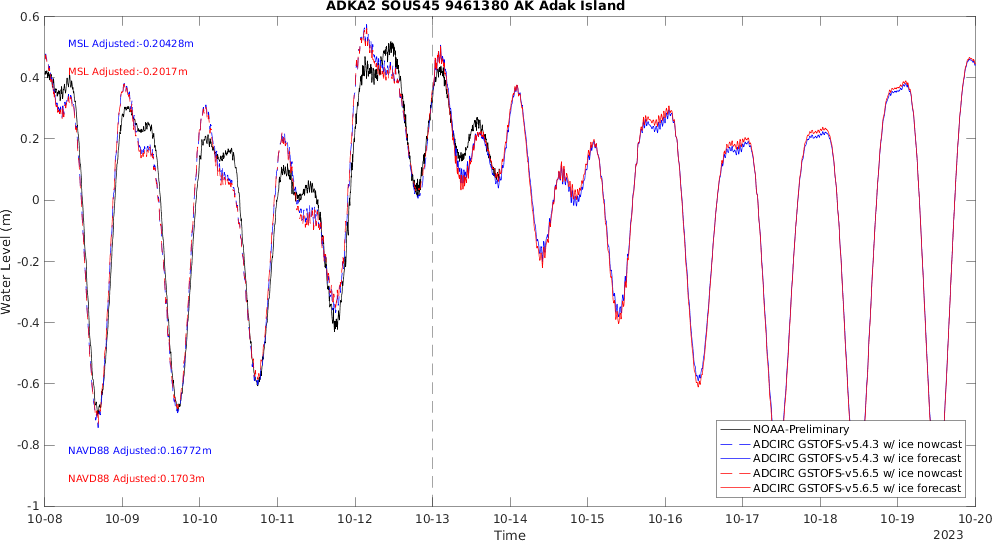 ADKA2 SOUS45 9461380 AK Adak Island
0.6
MSL Adjusted:-0.20428m
MSL Adjusted:-0.2017m
0.4
0.2
0
-0.2
-0.4
-0.6
-0.8
-1
Water Level (m)
NAVD88 Adjusted:0.16772m
NAVD88 Adjusted:0.1703m
NOAA-Preliminary
ADCIRC GSTOFS-v5.4.3 w/ ice nowcast
ADCIRC GSTOFS-v5.4.3 w/ ice forecast
ADCIRC GSTOFS-v5.6.5 w/ ice nowcast
ADCIRC GSTOFS-v5.6.5 w/ ice forecast
10-08 10-09 10-10 10-11 10-12 10-13 10-14 10-15 10-16 10-17 10-18 10-19 10-20
Time
2023